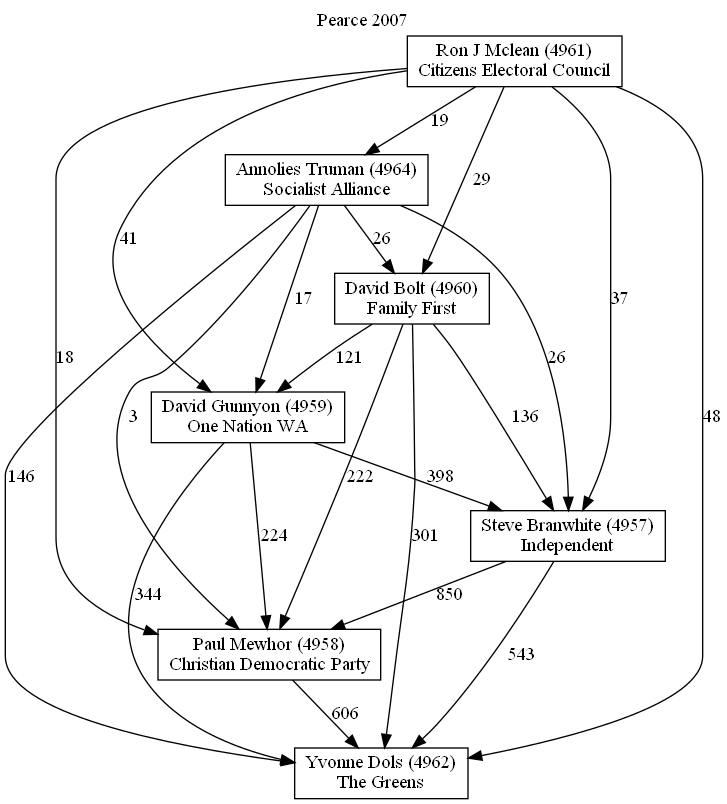 Pearce 2007
Ron J Mclean (4961)
Citizens Electoral Council
19
Annolies Truman (4964)
Socialist Alliance
29
41
26
17
37
David Bolt (4960)
Family First
18
121
26
3
David Gunnyon (4959)
One Nation WA
136
48
146
222
398
Steve Branwhite (4957)
Independent
224
301
344
850
Paul Mewhor (4958)
Christian Democratic Party
543
606
Yvonne Dols (4962)
The Greens